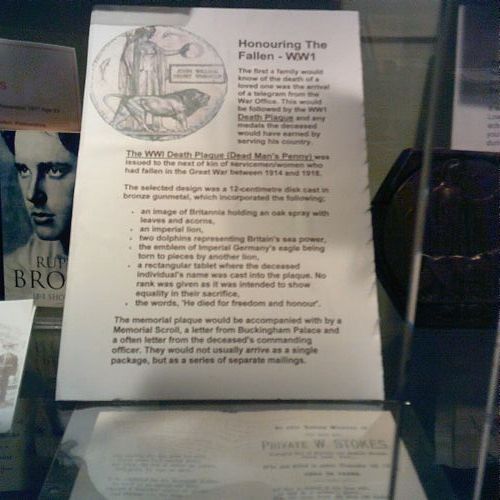 Honouring The
Fallen - WW1
The first a family would
know of the death of a
loved one was the arrival
of a telegram from the
War Office. This would
be followed by the WW1
Death Plaque and any
medals the deceased
would have earned by
serving his country.
The WWI Death Plaque (Dead Man's Penny) was
issued to the next of kin of servicemen/women who
had fallen in the Great War between 1914 and 1918.
The selected design was a 12-centimetre disk cast in
bronze gunmetal, which incorporated the following:
• an image of Britannia holding an oak spray with
leaves and acorns,
• an imperial lion,
• two dolphins representing Britain's sea power,
• the emblem of Imperial Germany's eagle being
torn to pieces by another lion,
• a rectangular tablet where the deceased
individual's name was cast into the plaque. No
rank was given as it was intended to show
equality in their sacrifice,
• the words, 'He died for freedom and honour'.
The memorial plaque would be accompanied with by a
Memorial Scroll, a letter from Buckingham Palace and
a often letter from the deceased's commanding
officer. They would not usually arrive as a single
package, but as a series of separate mailings.
RUP
BRO
PRIVATE W. STOKES